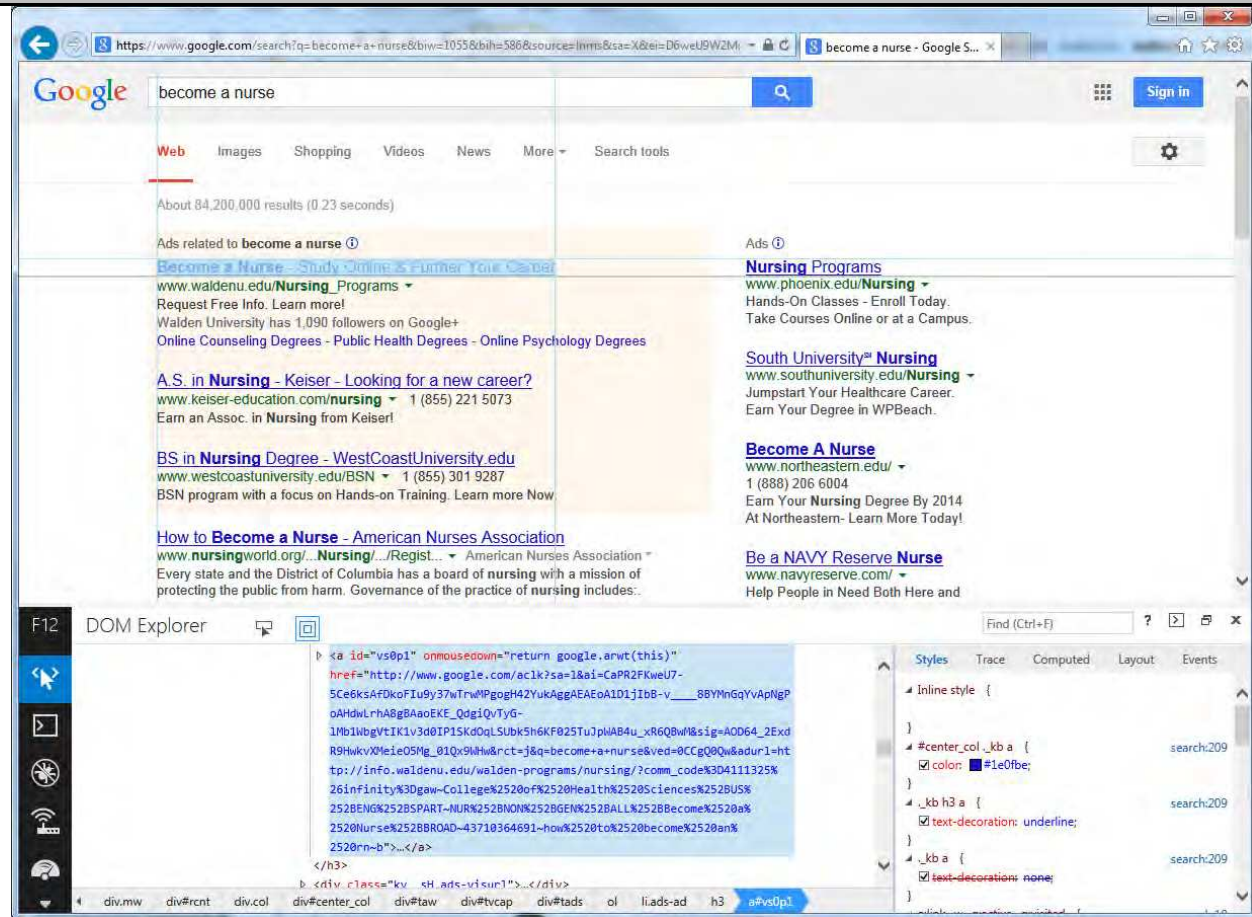 https://www.google.com/search?q=become+a+nurse&biw=1055&bih=586&source=lnms&sa=X&ei=D6weU9W2M
become a nurse - Google S...
Google
become a nurse
Sign in
Web Images Shopping Videos News More Search tools
About 84,200,000 results (0.23 seconds)
Ads related to become a nurse
Become a Nurse - Study Online & Further Your Career
www.waldenu.edu/Nursing_Programs
Request Free Info. Learn more!
Walden University has 1,090 followers on Google+
Online Counseling Degrees - Public Health Degrees - Online Psychology Degrees
A.S. in Nursing - Keiser - Looking for a new career?
www.keiser-education.com/nursing 1 (855) 221 5073
Earn an Assoc. in Nursing from Keiser!
BS in Nursing Degree - WestCoastUniversity.edu
www.westcoastuniversity.edu/BSN 1 (855) 301 9287
BSN program with a focus on Hands-on Training. Learn more Now.
How to Become a Nurse - American Nurses Association
www.nursingworld.org/...Nursing/.../Regist... American Nurses Association
Every state and the District of Columbia has a board of nursing with a mission of
protecting the public from harm. Governance of the practice of nursing includes:.
Ads
Nursing Programs
www.phoenix.edu/Nursing
Hands-On Classes - Enroll Today.
Take Courses Online or at a Campus.
South University℠ Nursing
www.southuniversity.edu/Nursing
Jumpstart Your Healthcare Career.
Earn Your Degree in WPBeach.
Become A Nurse
www.northeastern.edu/
1 (888) 206 6004
Earn Your Nursing Degree By 2014
At Northeastern- Learn More Today!
Be a NAVY Reserve Nurse
www.navyreserve.com/
Help People in Need Both Here and
F12 DOM Explorer
Find (Ctrl+F)
<a id="vs0p1" onmousedown="return google.arwt(this)"
href="http://www.google.com/aclk?sa=l&ai=CaPR2FKweU7-
5Ce6ksAfDkoFIu9y37wTrwMPgogH42YukAggAEAEoA1D1jIbB-v____8BYMnGqYvApNgP
oAHdwLrhA8gBAaoEKE_QdgiQvTyG-
lMb1WbgVtIK1v3d0IP1SKdOqLSUbk5h6KF025TuJpWAB4u_xR6QBwM&sig=AOD64_2Exd
R9HwkvXMeieO5Mg_01Qx9WHw&rct=j&q=become+a+nurse&ved=0CCgQ0Qw&adurl=ht
tp://info.waldenu.edu/walden-programs/nursing/?comm_code%3D4111325%
26infinity%3Dgaw~College%2520of%2520Health%2520Sciences%252BUS%
252BENG%252BSPART~NUR%252BNON%252BGEN%252BALL%252BBecome%2520a%
2520Nurse%252BBROAD~43710364691~how%2520to%2520become%2520an%
2520rn~b">…</a>
</h3>
<div class="kv _sH ads-visurl">…</div>
div.mw div#rcnt div.col div#center_col div#taw div#tvcap div#tads ol li.ads-ad h3 a#vs0p1
Styles Trace Computed Layout Events
Inline style {
}
#center_col ._kb a { search:209
color: #1e0fbe;
}
._kb h3 a { search:209
text-decoration: underline;
}
._kb a { search:209
text-decoration: none;
}